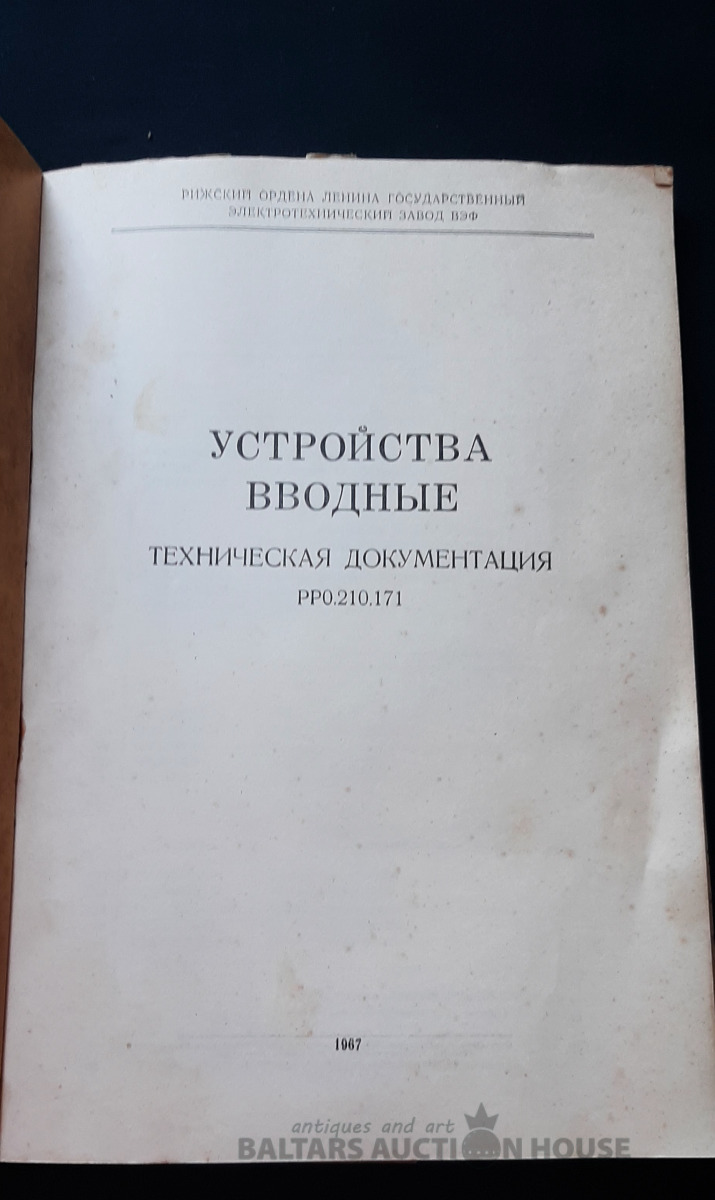 РИЖСКИЙ ОРДЕНА ЛЕНИНА ГОСУДАРСТВЕННЫЙ
ЭЛЕКТРОТЕХНИЧЕСКИЙ ЗАВОД ВЭФ
УСТРОЙСТВА
ВВОДНЫЕ
ТЕХНИЧЕСКАЯ ДОКУМЕНТАЦИЯ
РР0.210.171
1967
antiques and art
BALTARS AUCTION HOUSE